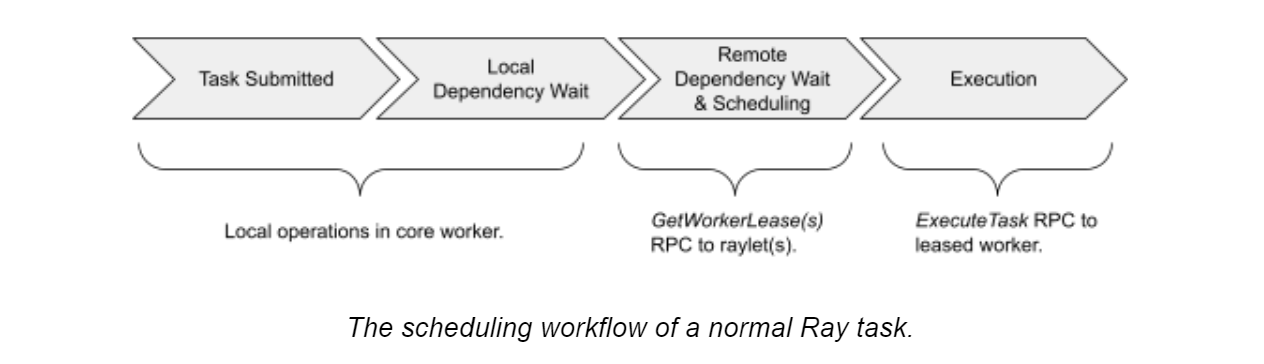 Task Submitted
Local
Dependency Wait
Remote
Dependency Wait
& Scheduling
Execution
Local operations in core worker.
GetWorkerLease(s)
RPC to raylet(s).
ExecuteTask RPC to
leased worker.
The scheduling workflow of a normal Ray task.